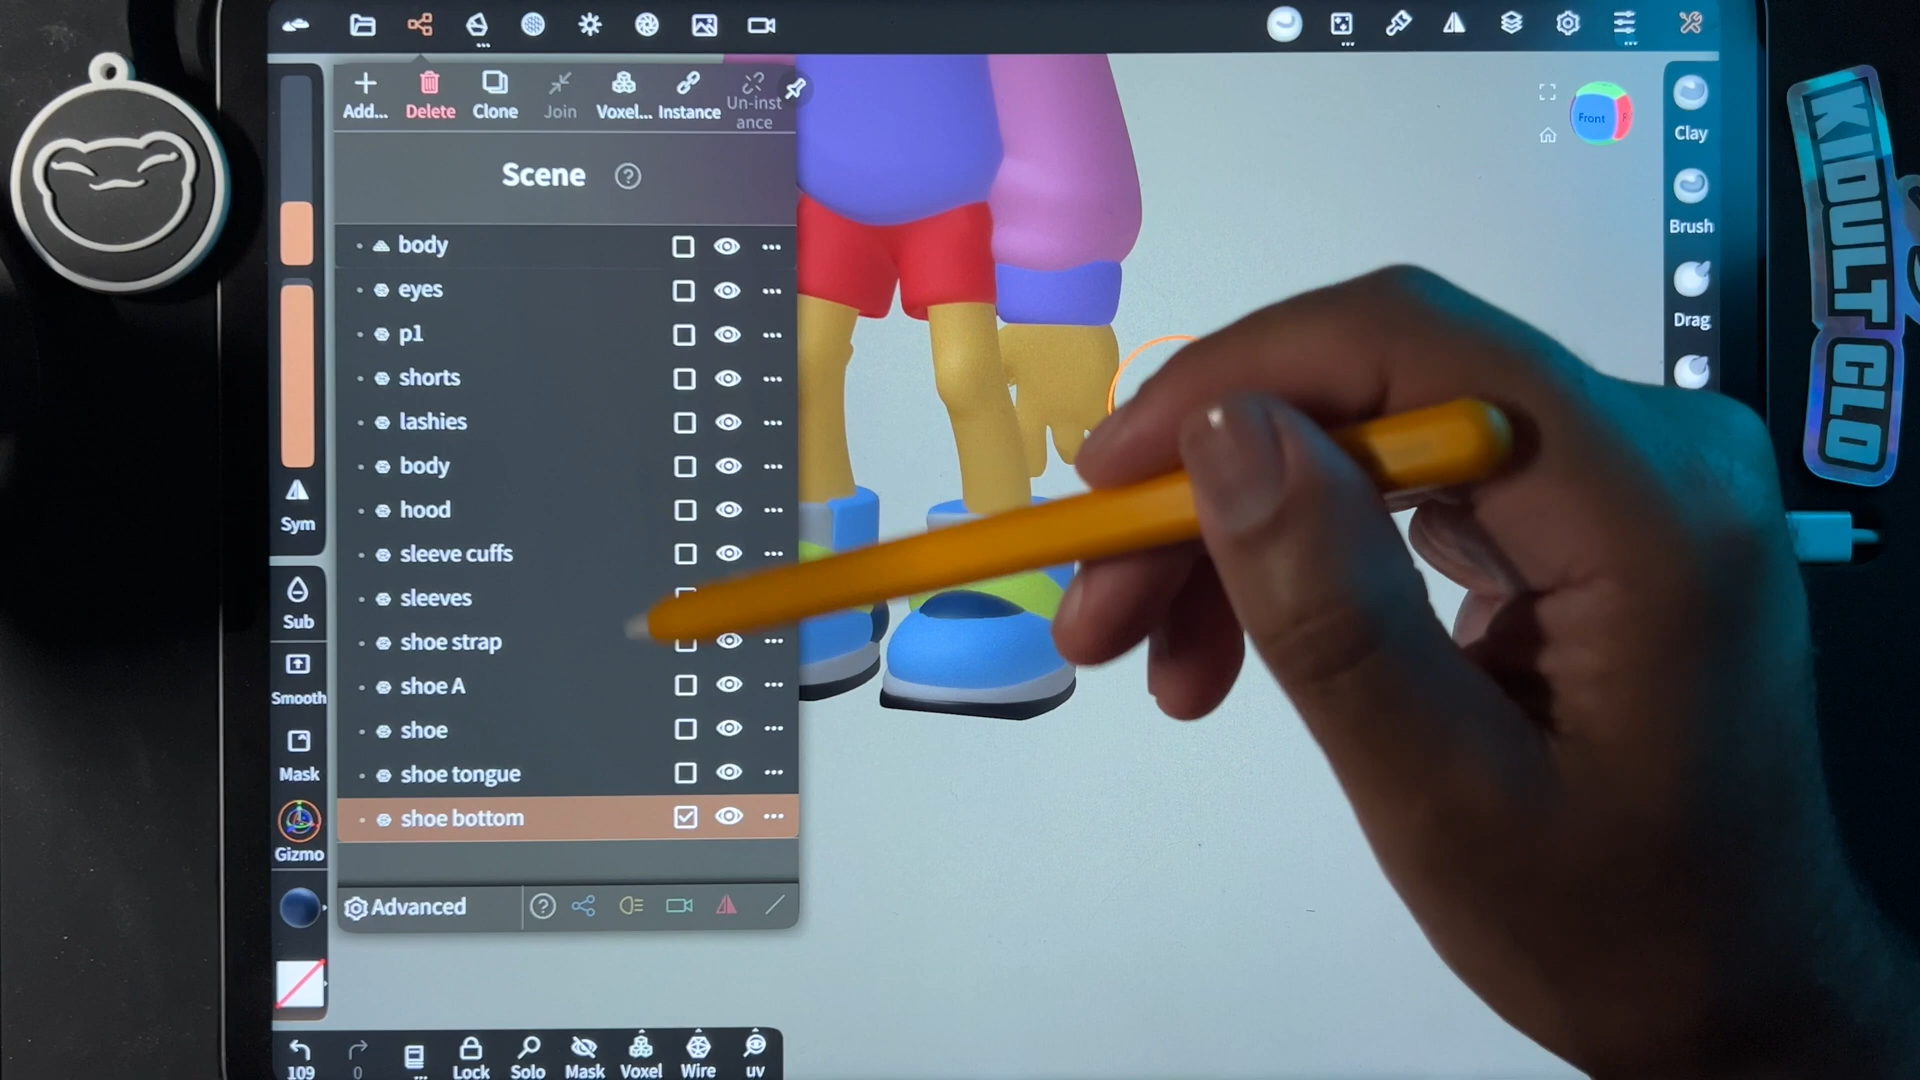 Add...
Delete
Clone
Join
Voxel...
Instance
Un-inst
ance
Scene
body
eyes
p1
shorts
lashies
body
hood
sleeve cuffs
sleeves
shoe strap
shoe A
shoe
shoe tongue
shoe bottom
Advanced
Sym
Sub
Smooth
Mask
Gizmo
109
0
Lock
Solo
Mask
Voxel
Wire
uv
Front
Clay
Brush
Drag
KIDULT CLO